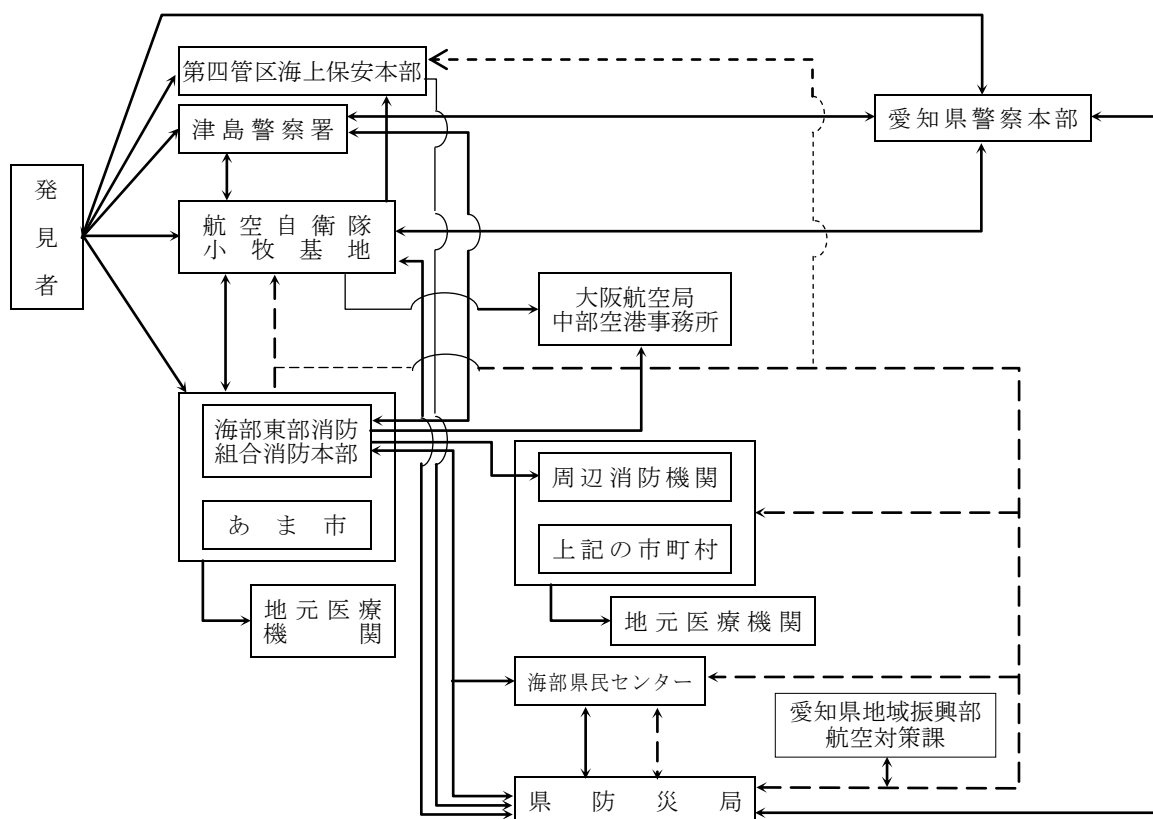 第四管区海上保安本部
津島警察署
愛知県警察本部
発見者
航空自衛隊
小牧基地
大阪航空局
中部空港事務所
海部東部消防
組合消防本部
周辺消防機関
あま市
上記の市町村
地元医療
機関
地元医療機関
海部県民センター
愛知県地域振興部
航空対策課
県防災局